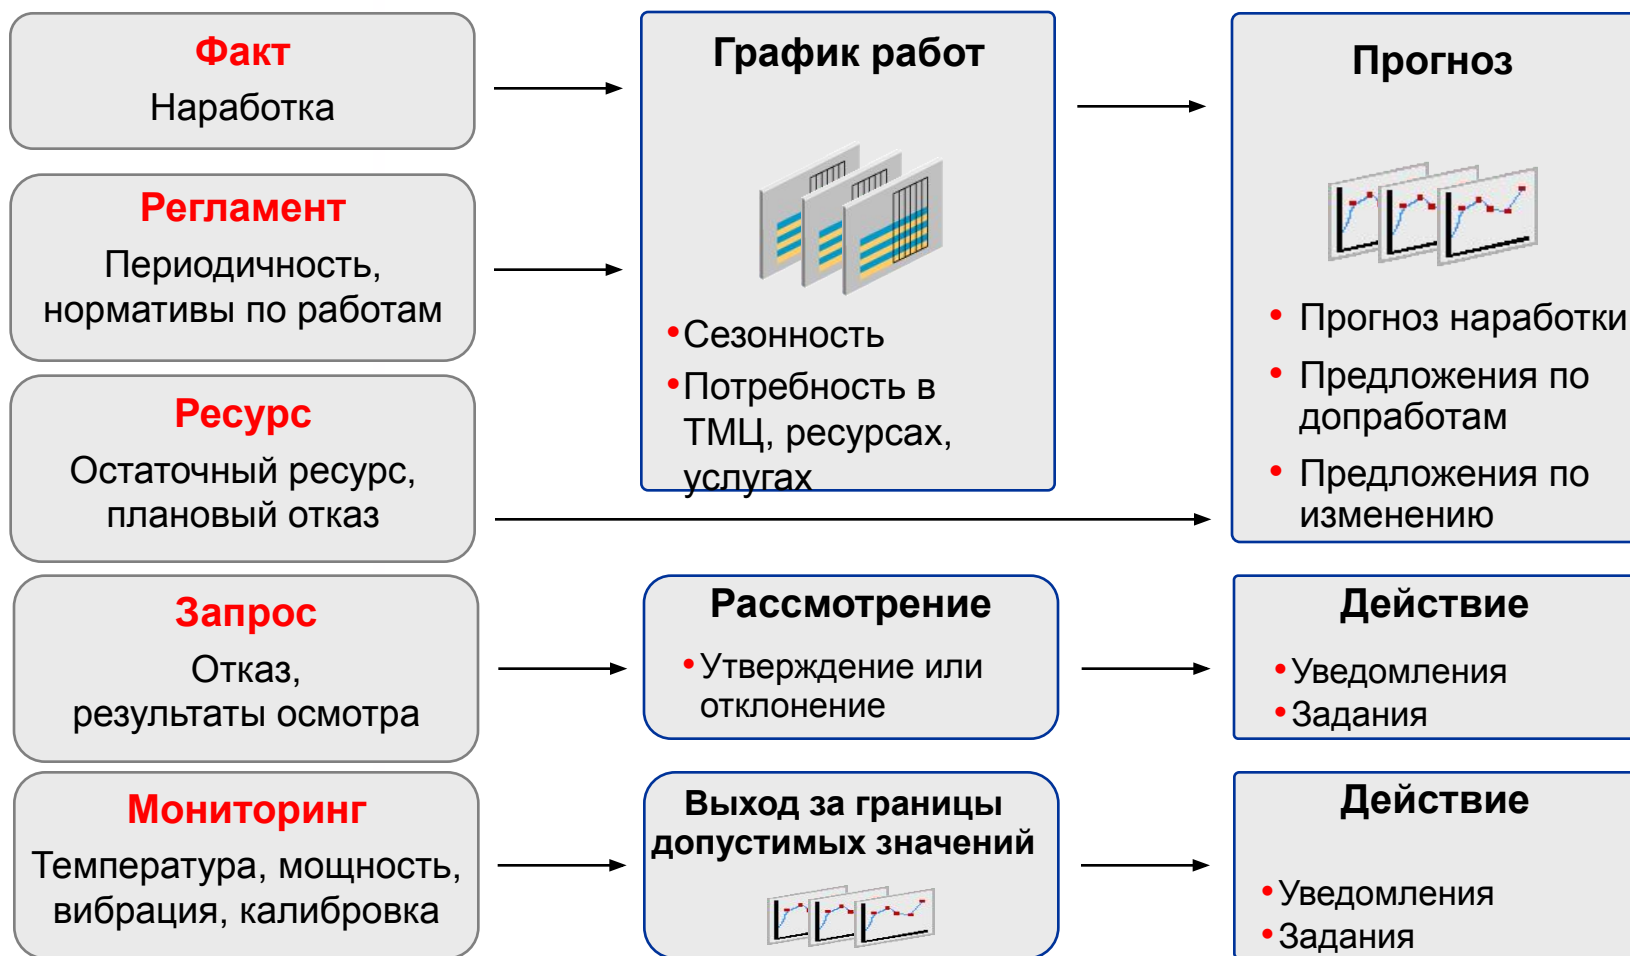 Факт
Наработка
График работ
Прогноз
Регламент
Периодичность,
нормативы по работам
•Сезонность
•Потребность в
ТМЦ, ресурсах,
услугах
• Прогноз наработки
• Предложения по
допработам
• Предложения по
изменению
Ресурс
Остаточный ресурс,
плановый отказ
Запрос
Отказ,
результаты осмотра
Рассмотрение
•Утверждение или
отклонение
Действие
•Уведомления
•Задания
Мониторинг
Температура, мощность,
вибрация, калибровка
Выход за границы
допустимых значений
Действие
•Уведомления
•Задания